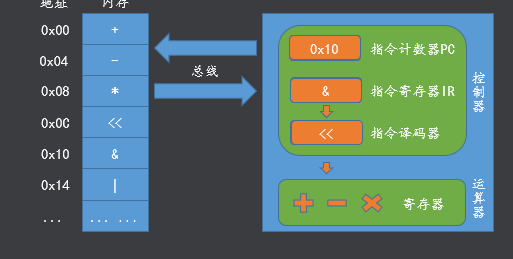 地址 内存
0x00 +
0x04 -
0x08 *
0x0C <<
0x10 &
0x14 |
... ... ...
总线
0x10 指令计数器PC
& 指令寄存器IR
<< 指令译码器
控制器
寄存器
运算器